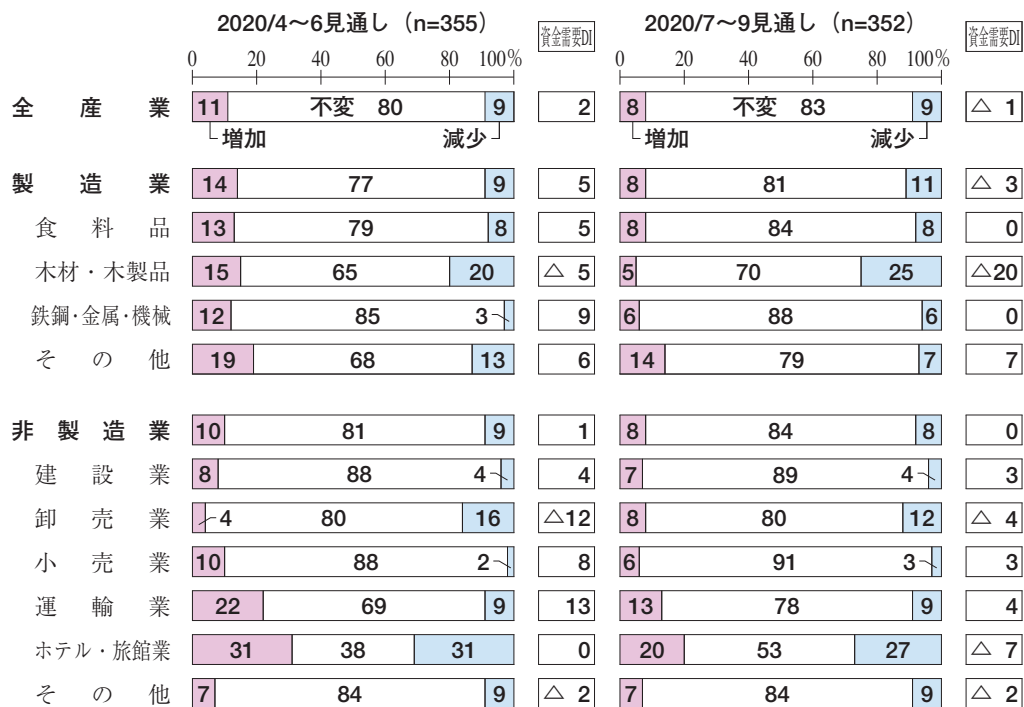 2020/4〜6見通し（n=355） 資金需要DI 2020/7〜9見通し（n=352） 資金需要DI
0 20 40 60 80 100% 0 20 40 60 80 100%
全産業 11 不変 80 9 2 8 不変 83 9 △ 1
増加 減少 増加 減少
製造業 14 77 9 5 8 81 11 △ 3
食料品 13 79 8 5 8 84 8 0
木材・木製品 15 65 20 △ 5 5 70 25 △20
鉄鋼・金属・機械 12 85 3 9 6 88 6 0
その他 19 68 13 6 14 79 7 7
非製造業 10 81 9 1 8 84 8 0
建設業 8 88 4 4 7 89 4 3
卸売業 4 80 16 △12 8 80 12 △ 4
小売業 10 88 2 8 6 91 3 3
運輸業 22 69 9 13 13 78 9 4
ホテル・旅館業 31 38 31 0 20 53 27 △ 7
その他 7 84 9 △ 2 7 84 9 △ 2